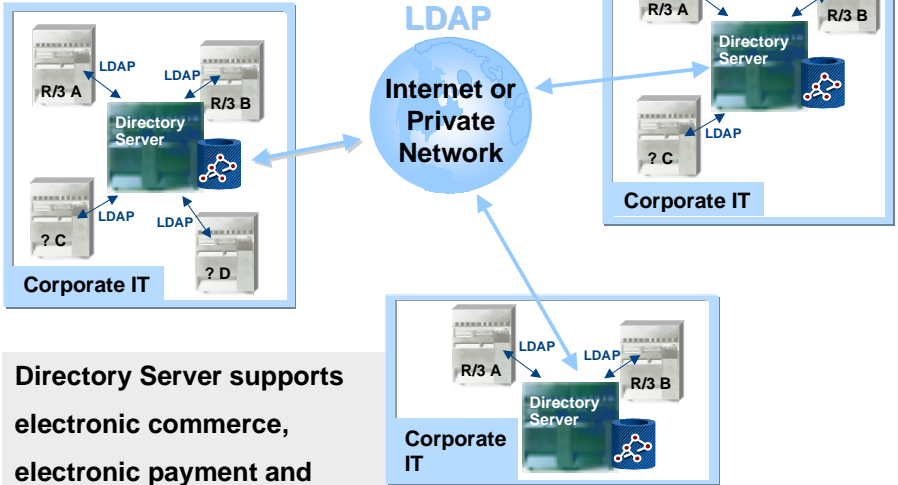 LDAP
Internet or
Private
Network
R/3 A
LDAP
LDAP
R/3 B
Directory
Server
? C
LDAP
LDAP
? D
Corporate IT
R/3 A
R/3 B
Directory
Server
LDAP
? C
Corporate IT
R/3 A
LDAP
LDAP
R/3 B
Directory
Server
Corporate
IT
Directory Server supports
electronic commerce,
electronic payment and